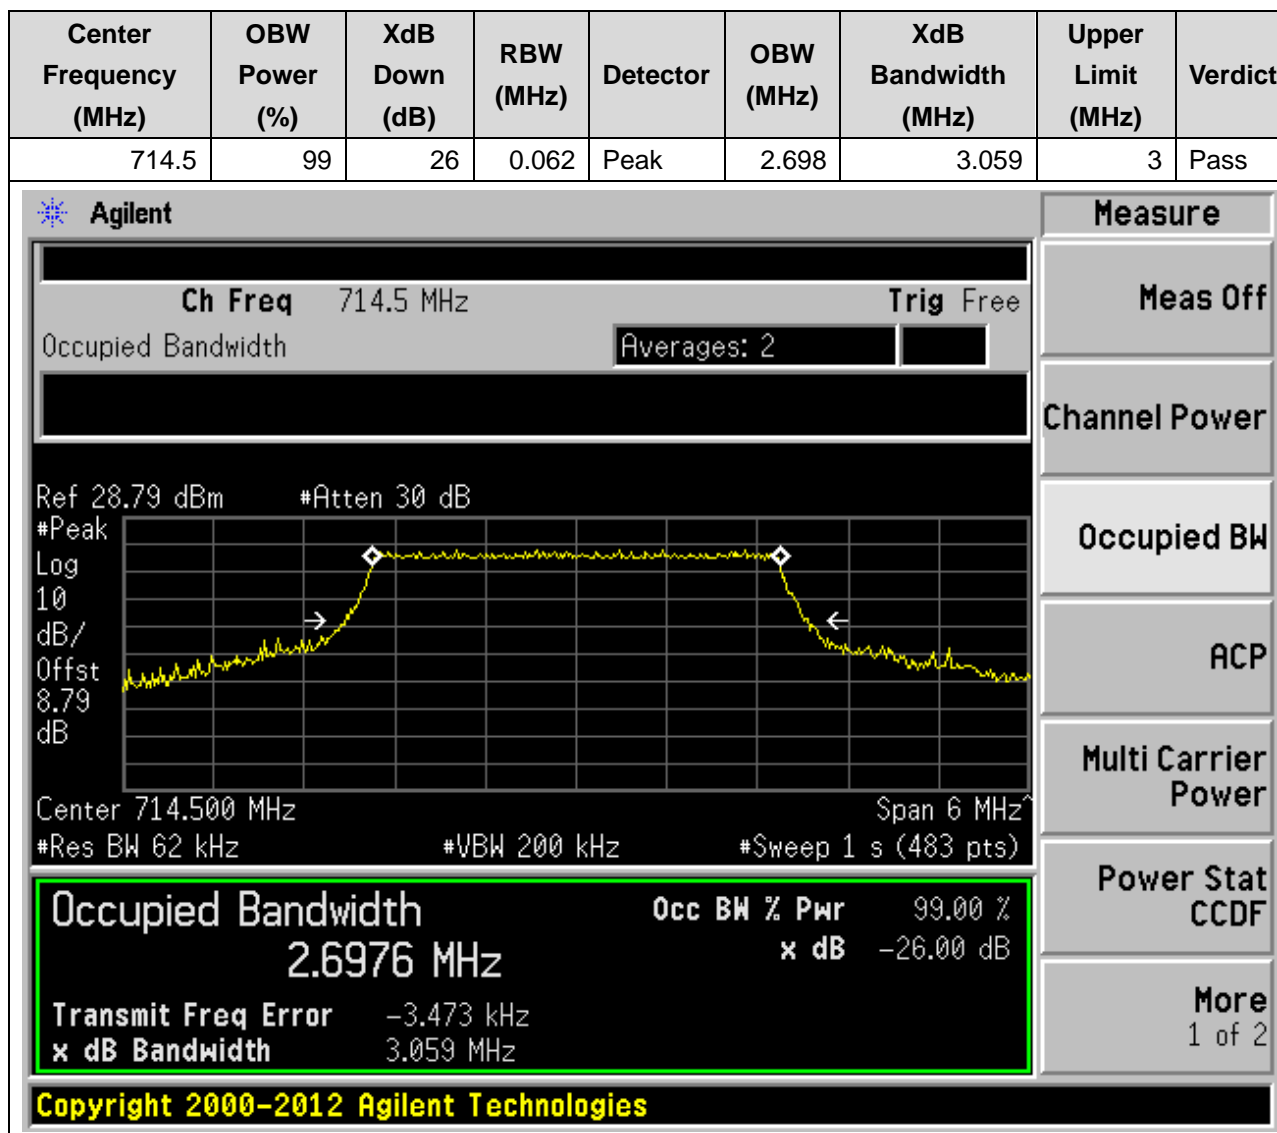 Center Frequency (MHz) OBW Power (%) XdB Down (dB) RBW (MHz) Detector OBW (MHz) XdB Bandwidth (MHz) Upper Limit (MHz) Verdict
714.5 99 26 0.062 Peak 2.698 3.059 3 Pass
Agilent
Measure
Ch Freq 714.5 MHz Trig Free
Occupied Bandwidth Averages: 2
Ref 28.79 dBm #Atten 30 dB
#Peak
Log
10
dB/
Offst
8.79
dB
Center 714.500 MHz Span 6 MHz^
#Res BW 62 kHz #VBW 200 kHz #Sweep 1 s (483 pts)
Occupied Bandwidth Occ BW % Pwr 99.00 %
2.6976 MHz x dB -26.00 dB
Transmit Freq Error -3.473 kHz
x dB Bandwidth 3.059 MHz
Copyright 2000-2012 Agilent Technologies
Meas Off
Channel Power
Occupied BW
ACP
Multi Carrier
Power
Power Stat
CCDF
More
1 of 2